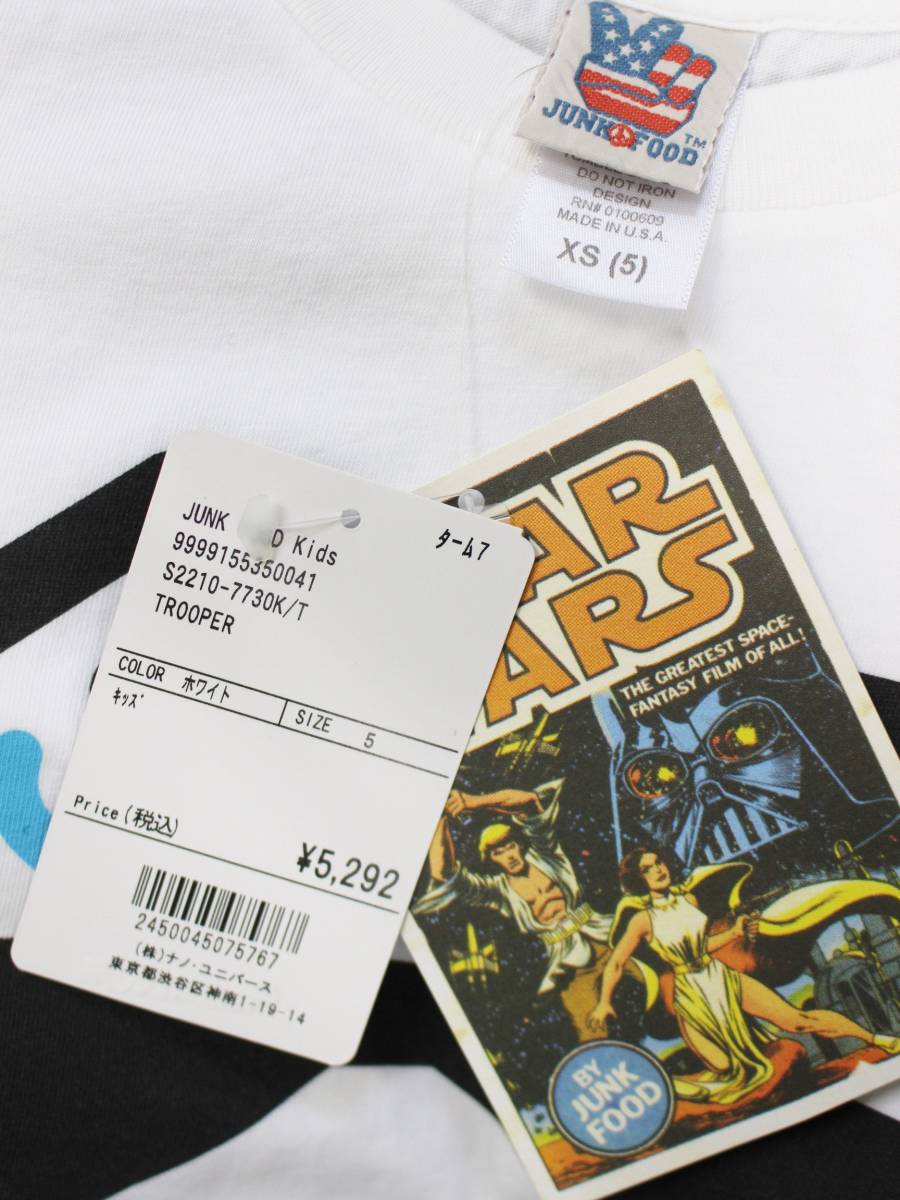 JUNK FOOD
TM
DO NOT IRON
DESIGN
RN# 0100609
MADE IN U.S.A.
XS (5)
JUNK D Kids
ターム7
9999155350041
S2210-7730K/T
TROOPER
COLOR ホワイト
SIZE 5
キッズ
Price(税込)
¥5,292
2450045075767
(株)ナノ・ユニバース
東京都渋谷区神南1-19-14
AR
ARS
THE GREATEST SPACE-
FANTASY FILM OF ALL!
BY
JUNK
FOOD